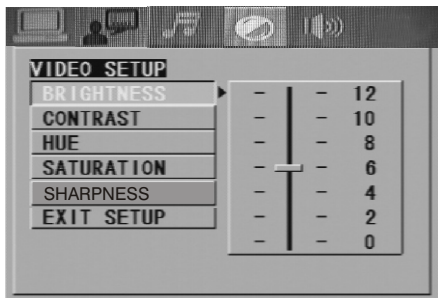 VIDEO SETUP
BRIGHTNESS
CONTRAST
HUE
SATURATION
SHARPNESS
EXIT SETUP
12
10
8
6
4
2
0